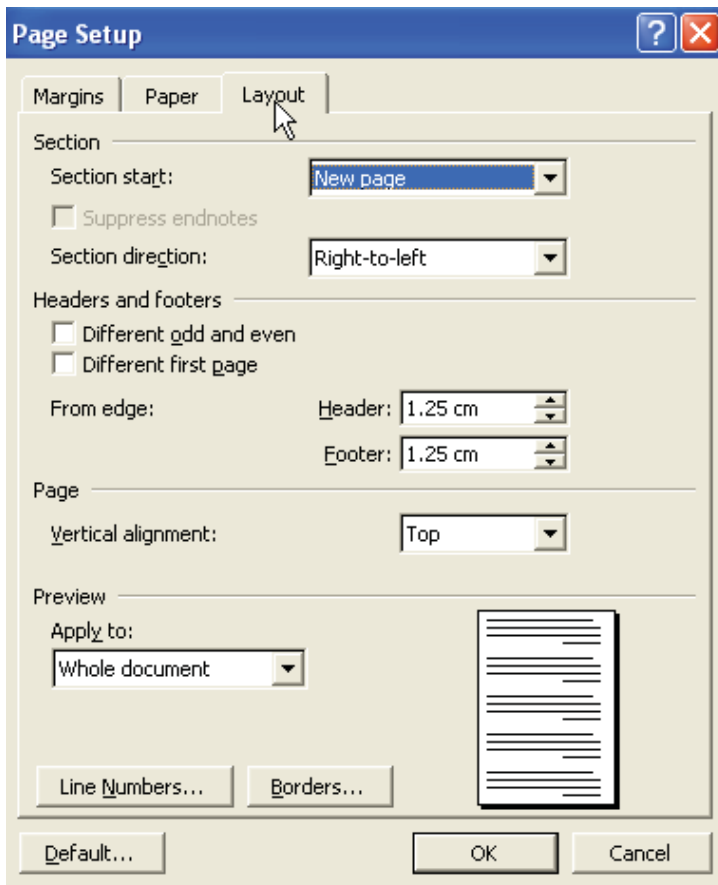 Page Setup
Margins Paper Layout
Section
Section start: New page
Suppress endnotes
Section direction: Right-to-left
Headers and footers
Different odd and even
Different first page
From edge: Header: 1.25 cm
Footer: 1.25 cm
Page
Vertical alignment: Top
Preview
Apply to:
Whole document
Line Numbers... Borders...
Default... OK Cancel